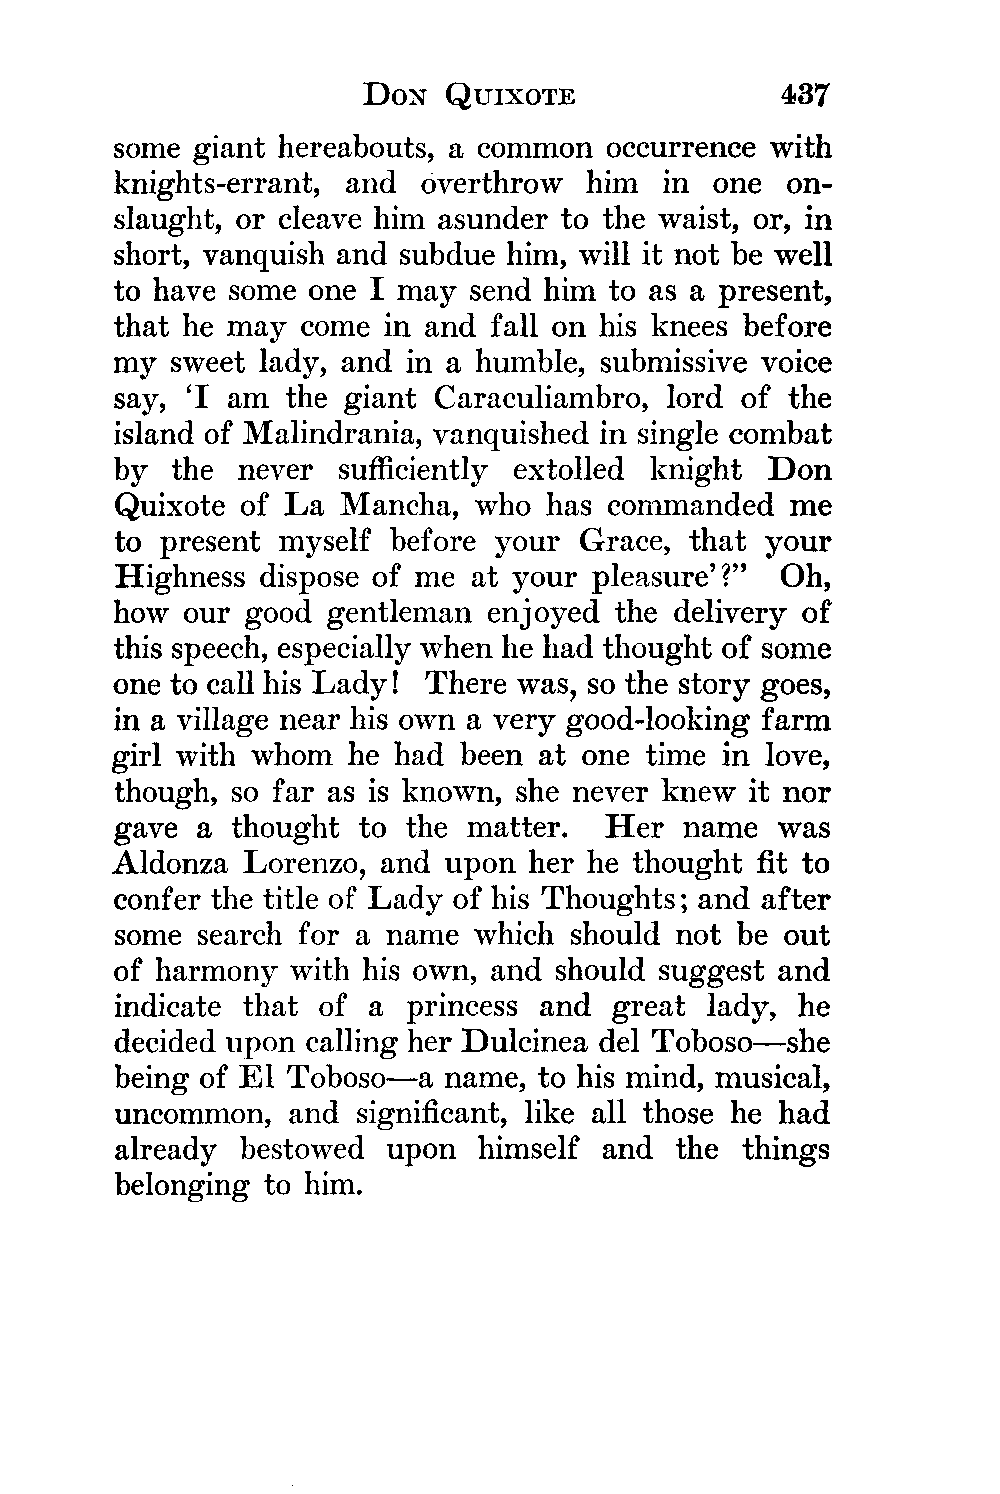 DON QUIXOTE 437
some giant hereabouts, a common occurrence with
knights-errant, and overthrow him in one on-
slaught, or cleave him asunder to the waist, or, in
short, vanquish and subdue him, will it not be well
to have some one I may send him to as a present,
that he may come in and fall on his knees before
my sweet lady, and in a humble, submissive voice
say, ‘I am the giant Caraculiambro, lord of the
island of Malindrania, vanquished in single combat
by the never sufficiently extolled knight Don
Quixote of La Mancha, who has commanded me
to present myself before your Grace, that your
Highness dispose of me at your pleasure’?” Oh,
how our good gentleman enjoyed the delivery of
this speech, especially when he had thought of some
one to call his Lady! There was, so the story goes,
in a village near his own a very good-looking farm
girl with whom he had been at one time in love,
though, so far as is known, she never knew it nor
gave a thought to the matter. Her name was
Aldonza Lorenzo, and upon her he thought fit to
confer the title of Lady of his Thoughts; and after
some search for a name which should not be out
of harmony with his own, and should suggest and
indicate that of a princess and great lady, he
decided upon calling her Dulcinea del Toboso—she
being of El Toboso—a name, to his mind, musical,
uncommon, and significant, like all those he had
already bestowed upon himself and the things
belonging to him.